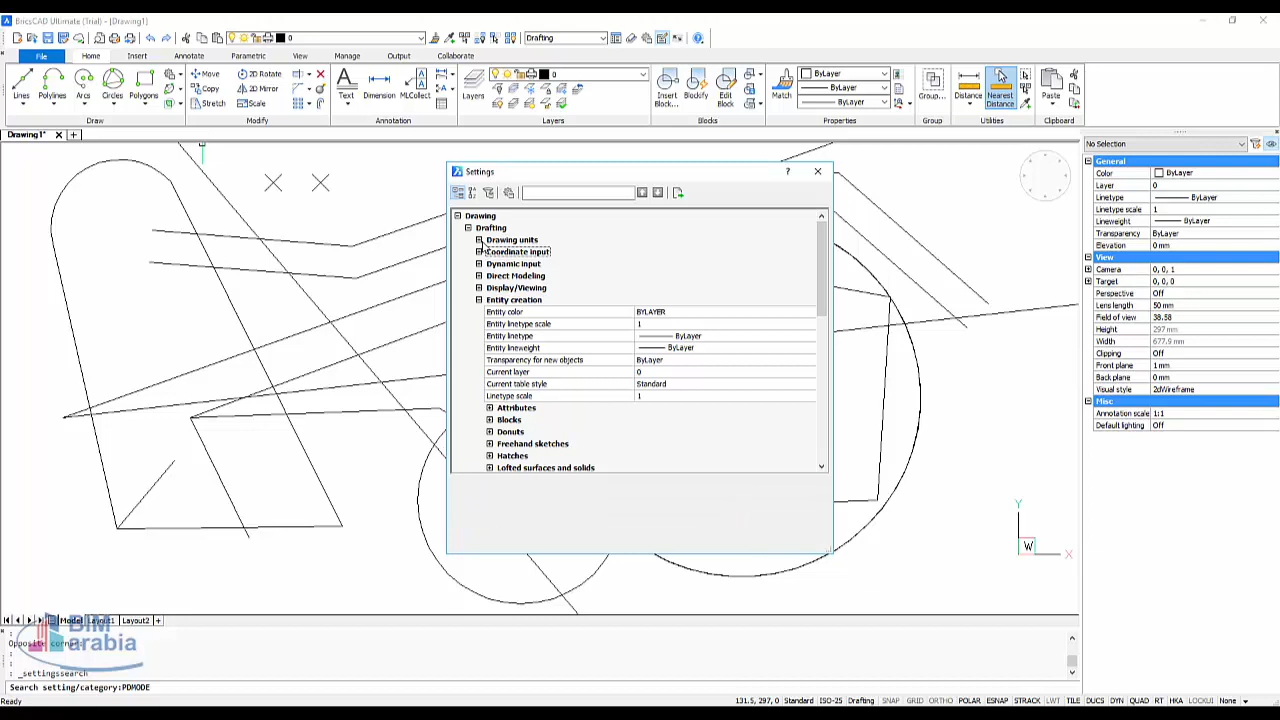 BricsCAD Ultimate (Trial) - [Drawing1]
0
Drafting
File
Home
Insert
Annotate
Parametric
View
Manage
Output
Collaborate
Lines
Polylines
Arcs
Circles
Polygons
Move
Copy
Stretch
2D Rotate
2D Mirror
Scale
Text
Dimension
MLCollect
Layers
0
Insert Block...
Blockify
Edit Block
Match
ByLayer
ByLayer
ByLayer
Group...
Distance
Nearest Distance
Paste
Draw
Modify
Annotation
Layers
Blocks
Properties
Group
Utilities
Clipboard
Drawing1*
Settings
?
Drawing
Drafting
Drawing units
Coordinate input
Dynamic input
Direct Modeling
Display/Viewing
Entity creation
Entity color BYLAYER
Entity linetype scale 1
Entity linetype ByLayer
Entity lineweight ByLayer
Transparency for new objects ByLayer
Current layer 0
Current table style Standard
Linetype scale 1
Attributes
Blocks
Donuts
Freehand sketches
Hatches
Lofted surfaces and solids
No Selection
General
Color ByLayer
Layer 0
Linetype ByLayer
Linetype scale 1
Lineweight ByLayer
Transparency ByLayer
Elevation 0 mm
View
Camera 0, 0, 1
Target 0, 0, 0
Perspective Off
Lens length 50 mm
Field of view 38.58
Height 297 mm
Width 677.9 mm
Clipping Off
Front plane 1 mm
Back plane 0 mm
Visual style 2dWireframe
Misc
Annotation scale 1:1
Default lighting Off
Y
W
X
Model
Layout1
Layout2
BIM
arabia
:
Opposite corner:
:
:
: _settingssearch
Search setting/category:PDMODE
Ready
131.5, 297, 0 Standard ISO-25 Drafting SNAP GRID ORTHO POLAR ESNAP STRACK LWT TILE DUCS DYN QUAD RT HKA LOCKUI None